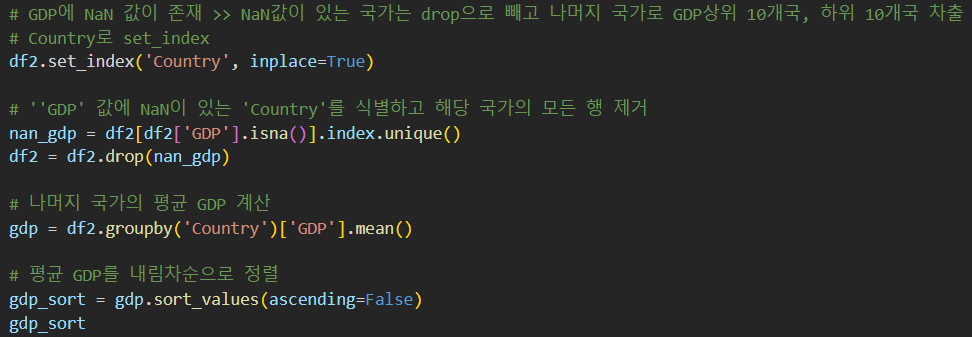 # GDP에 NaN 값이 존재 >> NaN값이 있는 국가는 drop으로 빼고 나머지 국가로 GDP상위 10개국, 하위 10개국 차출
# Country로 set_index
df2.set_index('Country', inplace=True)
# ''GDP' 값에 NaN이 있는 'Country'를 식별하고 해당 국가의 모든 행 제거
nan_gdp = df2[df2['GDP'].isna()].index.unique()
df2 = df2.drop(nan_gdp)
# 나머지 국가의 평균 GDP 계산
gdp = df2.groupby('Country')['GDP'].mean()
# 평균 GDP를 내림차순으로 정렬
gdp_sort = gdp.sort_values(ascending=False)
gdp_sort